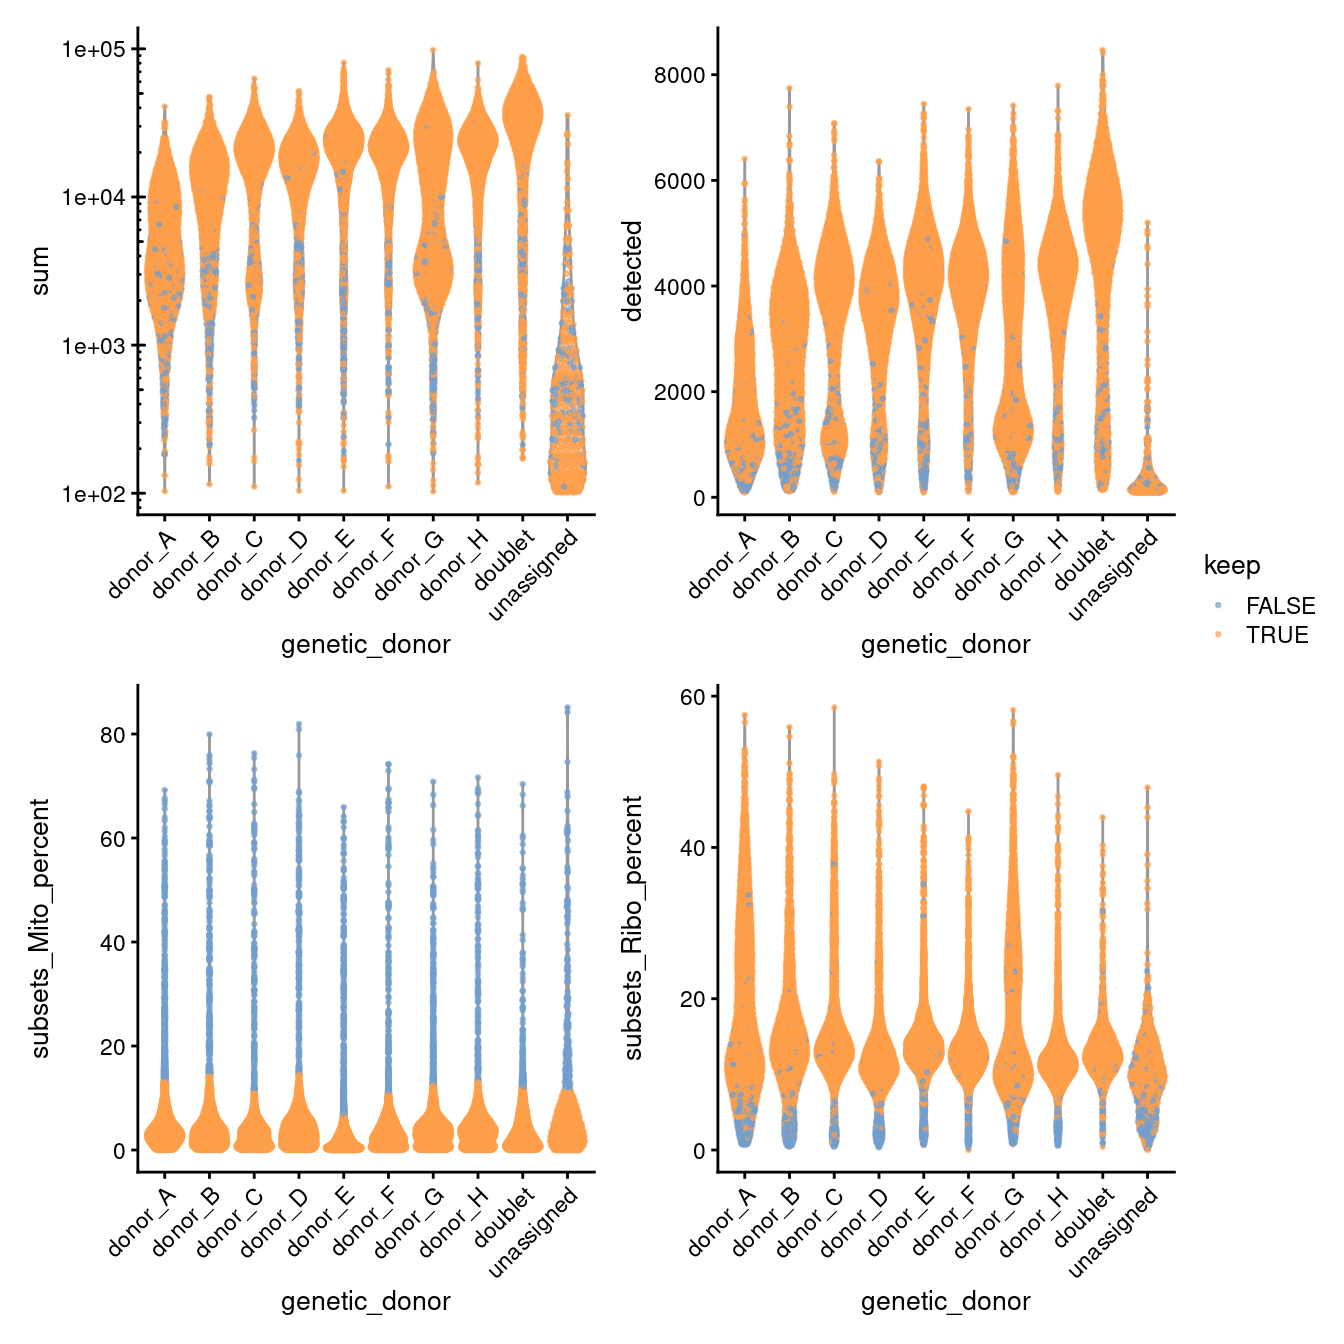 1e+05
1e+04
1e+03
1e+02
sum
donor_A
donor_B
donor_C
donor_D
donor_E
donor_F
donor_G
donor_H
doublet
unassigned
genetic_donor
8000
6000
4000
2000
0
detected
donor_A
donor_B
donor_C
donor_D
donor_E
donor_F
donor_G
donor_H
doublet
unassigned
genetic_donor
keep
FALSE
TRUE
80
60
40
20
0
subsets_Mito_percent
donor_A
donor_B
donor_C
donor_D
donor_E
donor_F
donor_G
donor_H
doublet
unassigned
genetic_donor
60
40
20
0
subsets_Ribo_percent
donor_A
donor_B
donor_C
donor_D
donor_E
donor_F
donor_G
donor_H
doublet
unassigned
genetic_donor